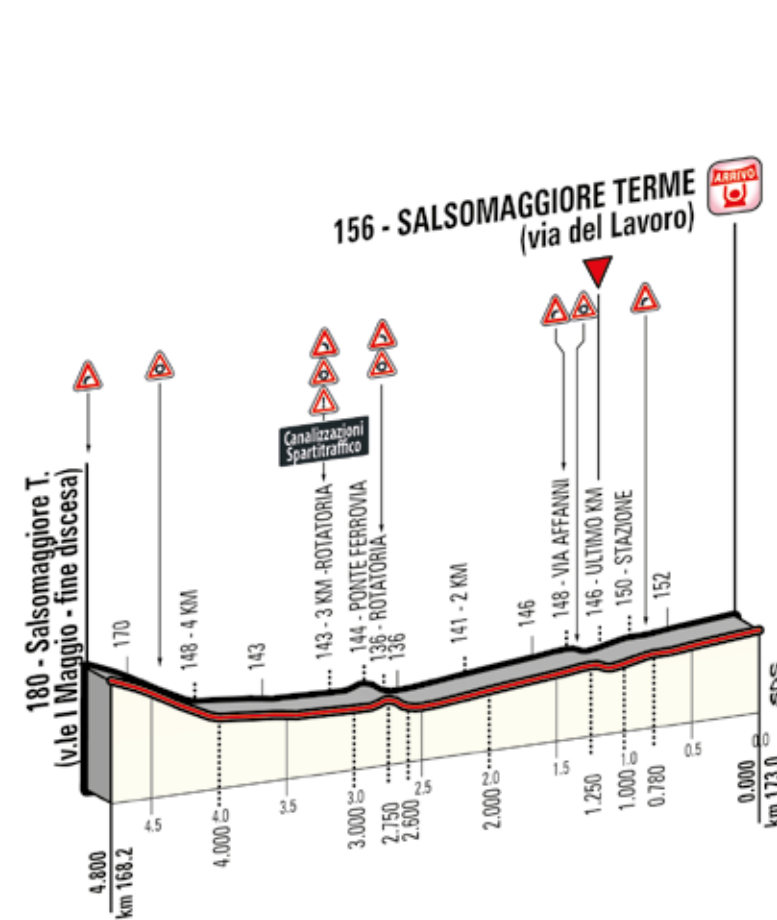 ARRIVO
156 - SALSOMAGGIORE TERME
(via del Lavoro)
Canalizzazioni
Spartitraffico
180 - Salsomaggiore T.
(v.le I Maggio - fine discesa)
170
148 - 4 KM
143
143 - 3 KM -ROTATORIA
144 - PONTE FERROVIA
136 - ROTATORIA
136
141 - 2 KM
146
148 - VIA AFFANNI
146 - ULTIMO KM
150 - STAZIONE
152
SDS
4.5
4.0
3.5
3.0
2.5
2.0
1.5
1.0
0.5
0.0
4.800
km 168.2
4.000
3.000
2.750
2.600
2.000
1.250
1.000
0.780
0.000
km 173.0